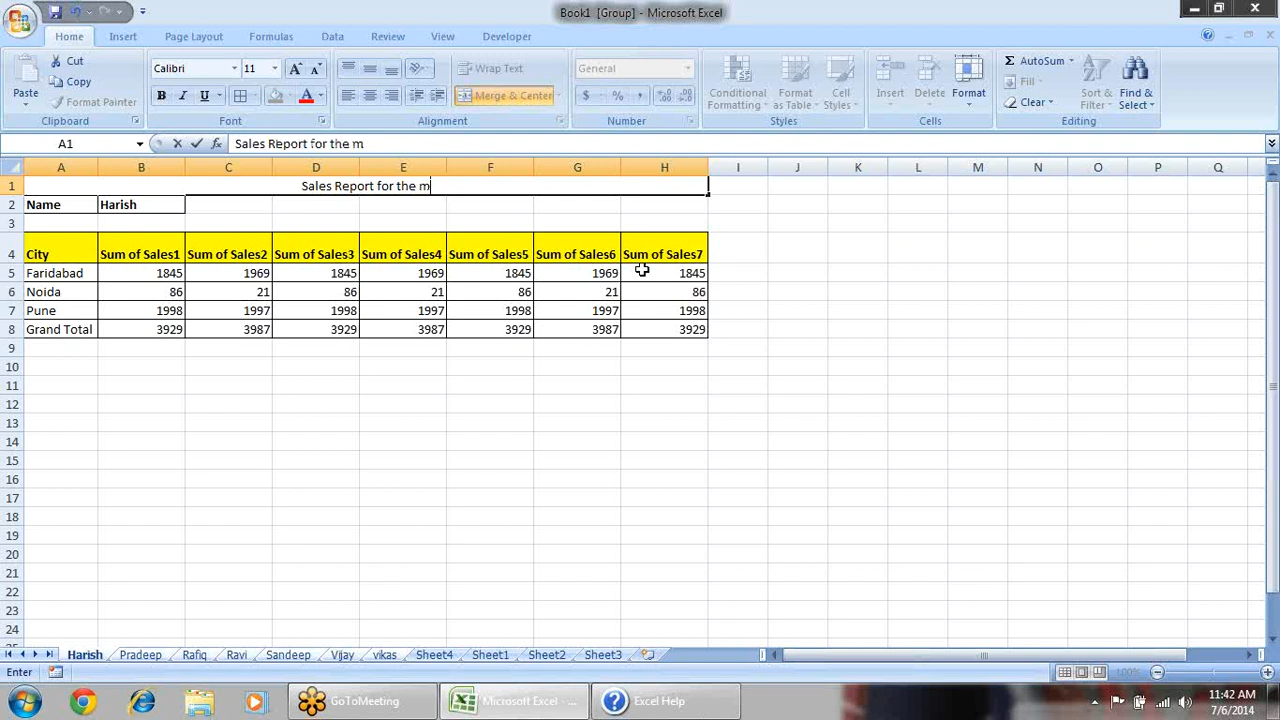 Book1 [Group] - Microsoft Excel
Home Insert Page Layout Formulas Data Review View Developer
Paste Cut Copy Format Painter Clipboard
Calibri 11 B I U A Font
Wrap Text Merge & Center Alignment
General $ % , Number
Conditional Formatting Format as Table Cell Styles Styles
Insert Delete Format Cells
Σ AutoSum Fill Clear Sort & Filter Find & Select Editing
A1 fx Sales Report for the m
A B C D E F G H I J K L M N O P Q
1 Sales Report for the m
2 Name Harish
3
4 City Sum of Sales1 Sum of Sales2 Sum of Sales3 Sum of Sales4 Sum of Sales5 Sum of Sales6 Sum of Sales7
5 Faridabad 1845 1969 1845 1969 1845 1969 1845
6 Noida 86 21 86 21 86 21 86
7 Pune 1998 1997 1998 1997 1998 1997 1998
8 Grand Total 3929 3987 3929 3987 3929 3987 3929
9
10
11
12
13
14
15
16
17
18
19
20
21
22
23
24
Harish Pradeep Rafiq Ravi Sandeep Vijay vikas Sheet4 Sheet1 Sheet2 Sheet3
Enter 100%
GoToMeeting Microsoft Excel - ... Excel Help 11:42 AM
7/6/2014